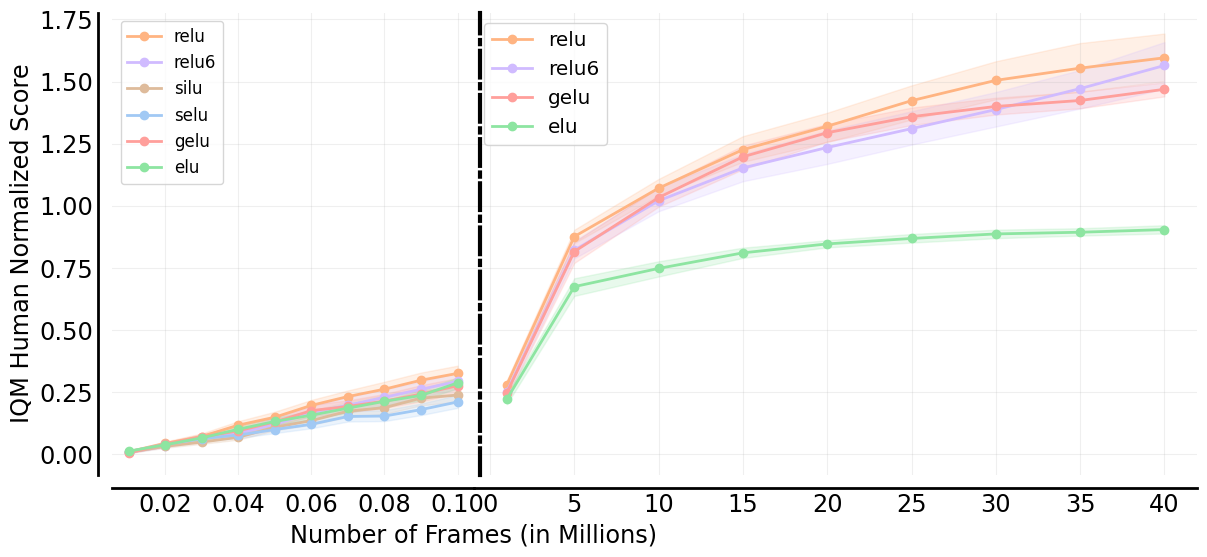 IQM Human Normalized Score
1.75
1.50
1.25
1.00
0.75
0.50
0.25
0.00
relu
relu6
silu
selu
gelu
elu
relu
relu6
gelu
elu
0.02 0.04 0.06 0.08 0.10 0 5 10 15 20 25 30 35 40
Number of Frames (in Millions)